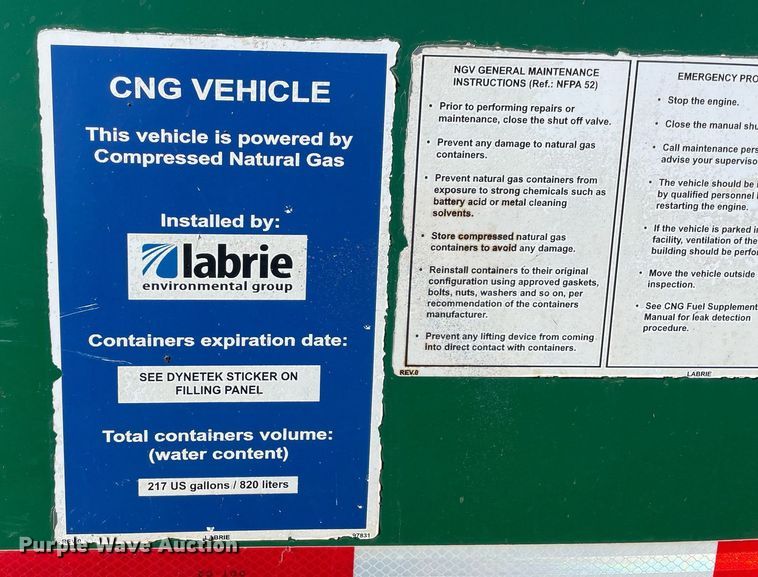 CNG VEHICLE
This vehicle is powered by
Compressed Natural Gas
Installed by:
labrie
environmental group
Containers expiration date:
SEE DYNETEK STICKER ON
FILLING PANEL
Total containers volume:
(water content)
217 US gallons / 820 liters
REV.0
LABRIE
97831
NGV GENERAL MAINTENANCE
INSTRUCTIONS (Ref.: NFPA 52)
• Prior to performing repairs or
maintenance, close the shut off valve.
• Prevent any damage to natural gas
containers.
• Prevent natural gas containers from
exposure to strong chemicals such as
battery acid or metal cleaning
solvents.
• Store compressed natural gas
containers to avoid any damage.
• Reinstall containers to their original
configuration using approved gaskets,
bolts, nuts, washers and so on, per
recommendation of the containers
manufacturer.
• Prevent any lifting device from coming
into direct contact with containers.
REV.0
EMERGENCY PRO
• Stop the engine.
• Close the manual shu
• Call maintenance pers
advise your superviso
• The vehicle should be
by qualified personnel
restarting the engine.
• If the vehicle is parked in
facility, ventilation of the
building should be perfor
• Move the vehicle outside
inspection.
• See CNG Fuel Supplement
Manual for leak detection
procedure.
LABRIE
Purple Wave Auction